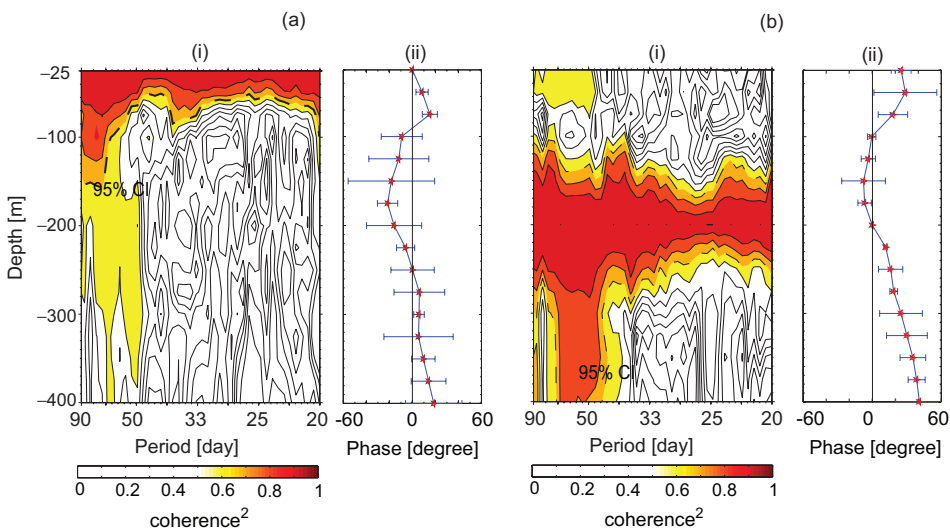 (a)
(b)
(i)
(ii)
(i)
(ii)
Depth [m]
−25
−100
−200
−300
−400
95% CI
90 50 33 25 20
Period [day]
-60 0 60
Phase [degree]
95% CI
90 50 33 25 20
Period [day]
-60 0 60
Phase [degree]
0 0.2 0.4 0.6 0.8 1
coherence²
0 0.2 0.4 0.6 0.8 1
coherence²